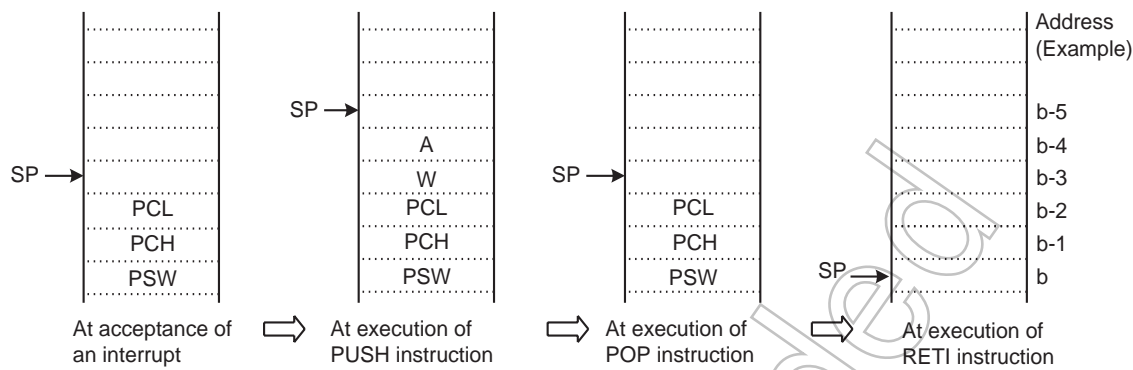 Address
(Example)
SP
b-5
A
b-4
SP
W
SP
b-3
PCL
PCL
PCL
b-2
PCH
PCH
PCH
b-1
PSW
PSW
PSW
SP
b
At acceptance of
an interrupt
At execution of
PUSH instruction
At execution of
POP instruction
At execution of
RETI instruction
ded